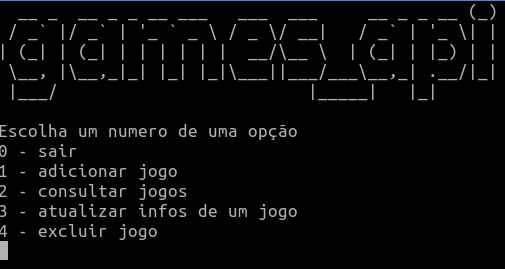 games_api
Escolha um numero de uma opção
0 - sair
1 - adicionar jogo
2 - consultar jogos
3 - atualizar infos de um jogo
4 - excluir jogo